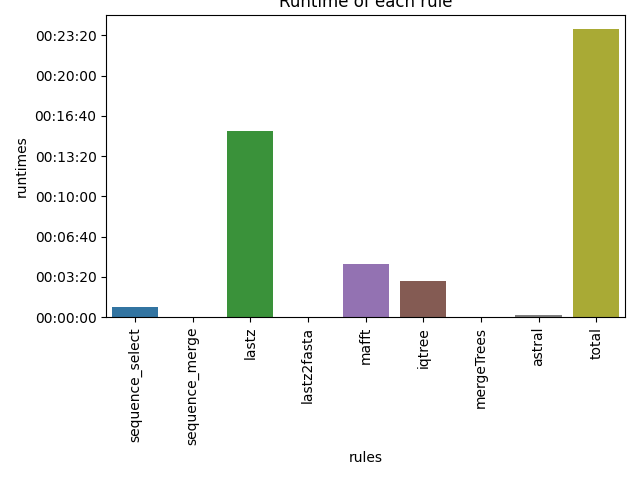 Runtime of each rule
00:23:20
00:20:00
00:16:40
00:13:20
00:10:00
00:06:40
00:03:20
00:00:00
runtimes
sequence_select
sequence_merge
lastz
lastz2fasta
mafft
iqtree
mergeTrees
astral
total
rules